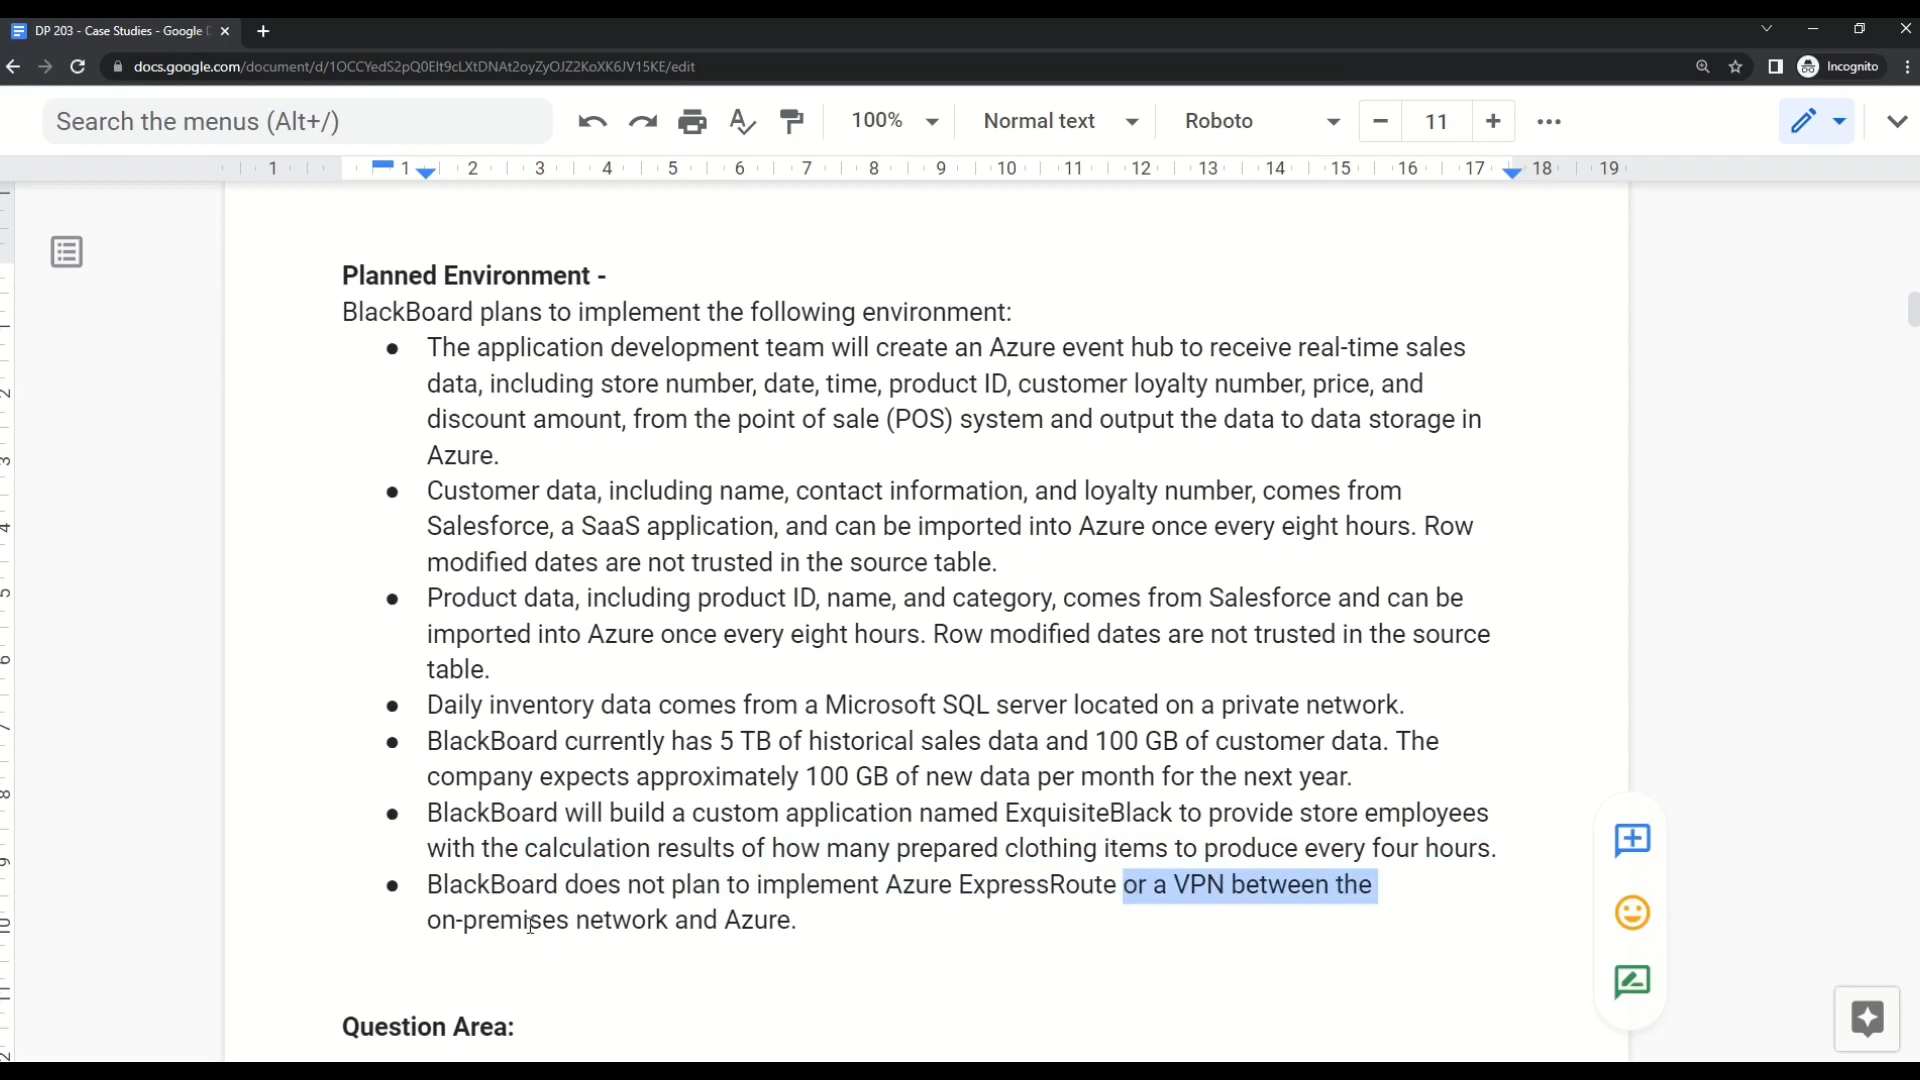 DP 203 - Case Studies - Google
docs.google.com/document/d/1OCCYedS2pQ0Elt9cLXtDNAt2oyZyOJZ2KoXK6JV15KE/edit
Incognito
Search the menus (Alt+/)
100%
Normal text
Roboto
11
1 1 2 3 4 5 6 7 8 9 10 11 12 13 14 15 16 17 18 19
Planned Environment -
BlackBoard plans to implement the following environment:
● The application development team will create an Azure event hub to receive real-time sales
data, including store number, date, time, product ID, customer loyalty number, price, and
discount amount, from the point of sale (POS) system and output the data to data storage in
Azure.
● Customer data, including name, contact information, and loyalty number, comes from
Salesforce, a SaaS application, and can be imported into Azure once every eight hours. Row
modified dates are not trusted in the source table.
● Product data, including product ID, name, and category, comes from Salesforce and can be
imported into Azure once every eight hours. Row modified dates are not trusted in the source
table.
● Daily inventory data comes from a Microsoft SQL server located on a private network.
● BlackBoard currently has 5 TB of historical sales data and 100 GB of customer data. The
company expects approximately 100 GB of new data per month for the next year.
● BlackBoard will build a custom application named ExquisiteBlack to provide store employees
with the calculation results of how many prepared clothing items to produce every four hours.
● BlackBoard does not plan to implement Azure ExpressRoute or a VPN between the
on-premises network and Azure.
Question Area:
2
3
4
5
6
7
8
9
10
11